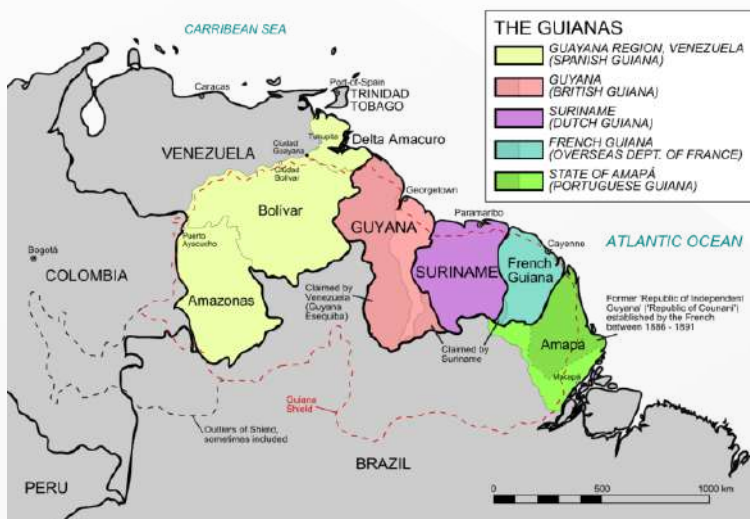 CARRIBEAN SEA
THE GUIANAS
GUAYANA REGION, VENEZUELA
(SPANISH GUIANA)
GUYANA
(BRITISH GUIANA)
SURINAME
(DUTCH GUIANA)
FRENCH GUIANA
(OVERSEAS DEPT. OF FRANCE)
STATE OF AMAPÁ
(PORTUGUESE GUIANA)
Caracas
Port-of-Spain
TRINIDAD
TOBAGO
Tucupita
Delta Amacuro
Ciudad
Guayana
VENEZUELA
Ciudad
Bolívar
Bolívar
Georgetown
GUYANA
Paramaribo
Puerto
Ayacucho
Cayenne
ATLANTIC OCEAN
Bogotá
COLOMBIA
SURINAME
French
Guiana
Amazonas
Claimed by
Venezuela
(Guyana
Esequiba)
Former 'Republic of Independent
Guyana' ('Republic of Counani')
established by the French
between 1886 - 1891
Claimed by
Suriname
Amapá
Macapá
Guiana
Shield
Outliers of Shield,
sometimes included
BRAZIL
PERU
0
500
1000 km